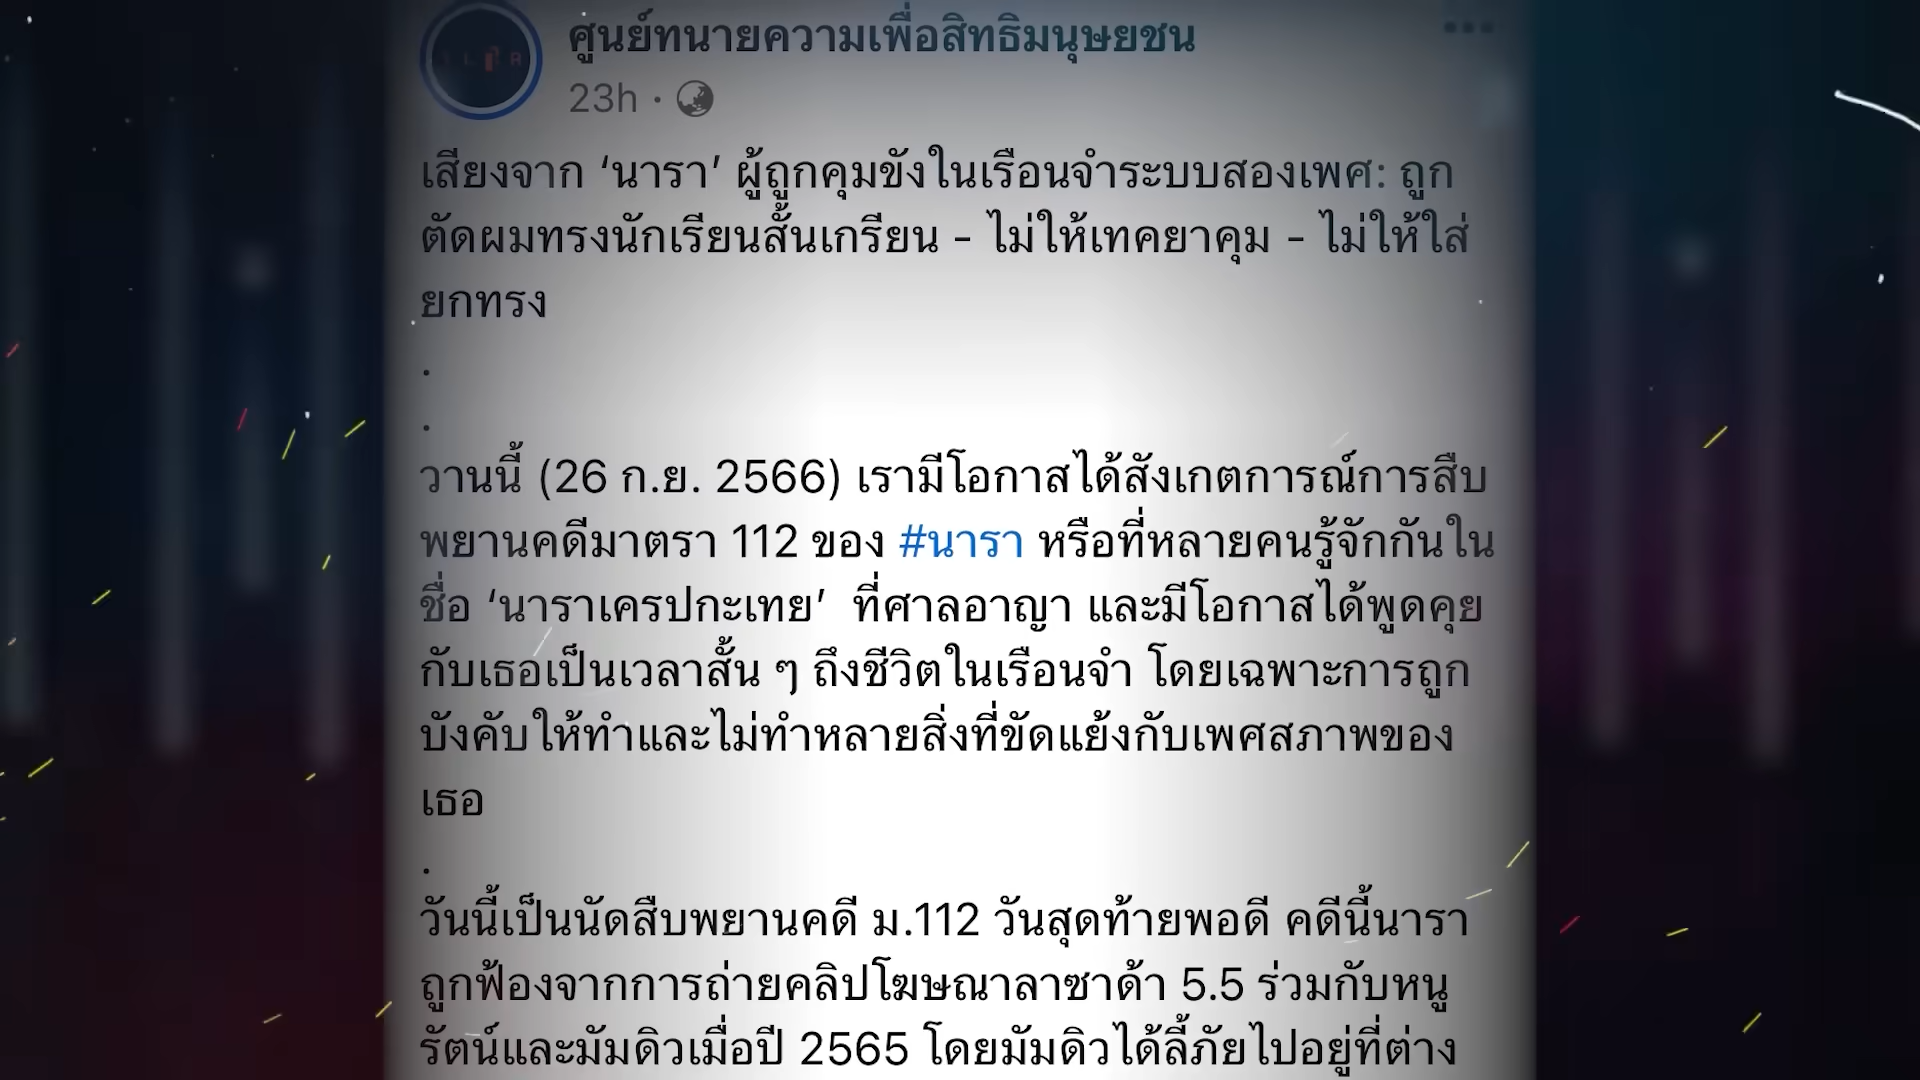 ศูนย์ทนายความเพื่อสิทธิมนุษยชน
23h ·
เสียงจาก ‘นารา’ ผู้ถูกคุมขังในเรือนจำระบบสองเพศ: ถูก
ตัดผมทรงนักเรียนสั้นเกรียน - ไม่ให้เทคยาคุม - ไม่ให้ใส่
ยกทรง
.
.
วานนี้ (26 ก.ย. 2566) เรามีโอกาสได้สังเกตการณ์การสืบ
พยานคดีมาตรา 112 ของ #นารา หรือที่หลายคนรู้จักกันใน
ชื่อ ‘นาราเครปกะเทย’ ที่ศาลอาญา และมีโอกาสได้พูดคุย
กับเธอเป็นเวลาสั้น ๆ ถึงชีวิตในเรือนจำ โดยเฉพาะการถูก
บังคับให้ทำและไม่ทำหลายสิ่งที่ขัดแย้งกับเพศสภาพของ
เธอ
.
วันนี้เป็นนัดสืบพยานคดี ม.112 วันสุดท้ายพอดี คดีนี้นารา
ถูกฟ้องจากการถ่ายคลิปโฆษณาลาซาด้า 5.5 ร่วมกับหนู
รัตน์และมัมดิวเมื่อปี 2565 โดยมัมดิวได้ลี้ภัยไปอยู่ที่ต่าง